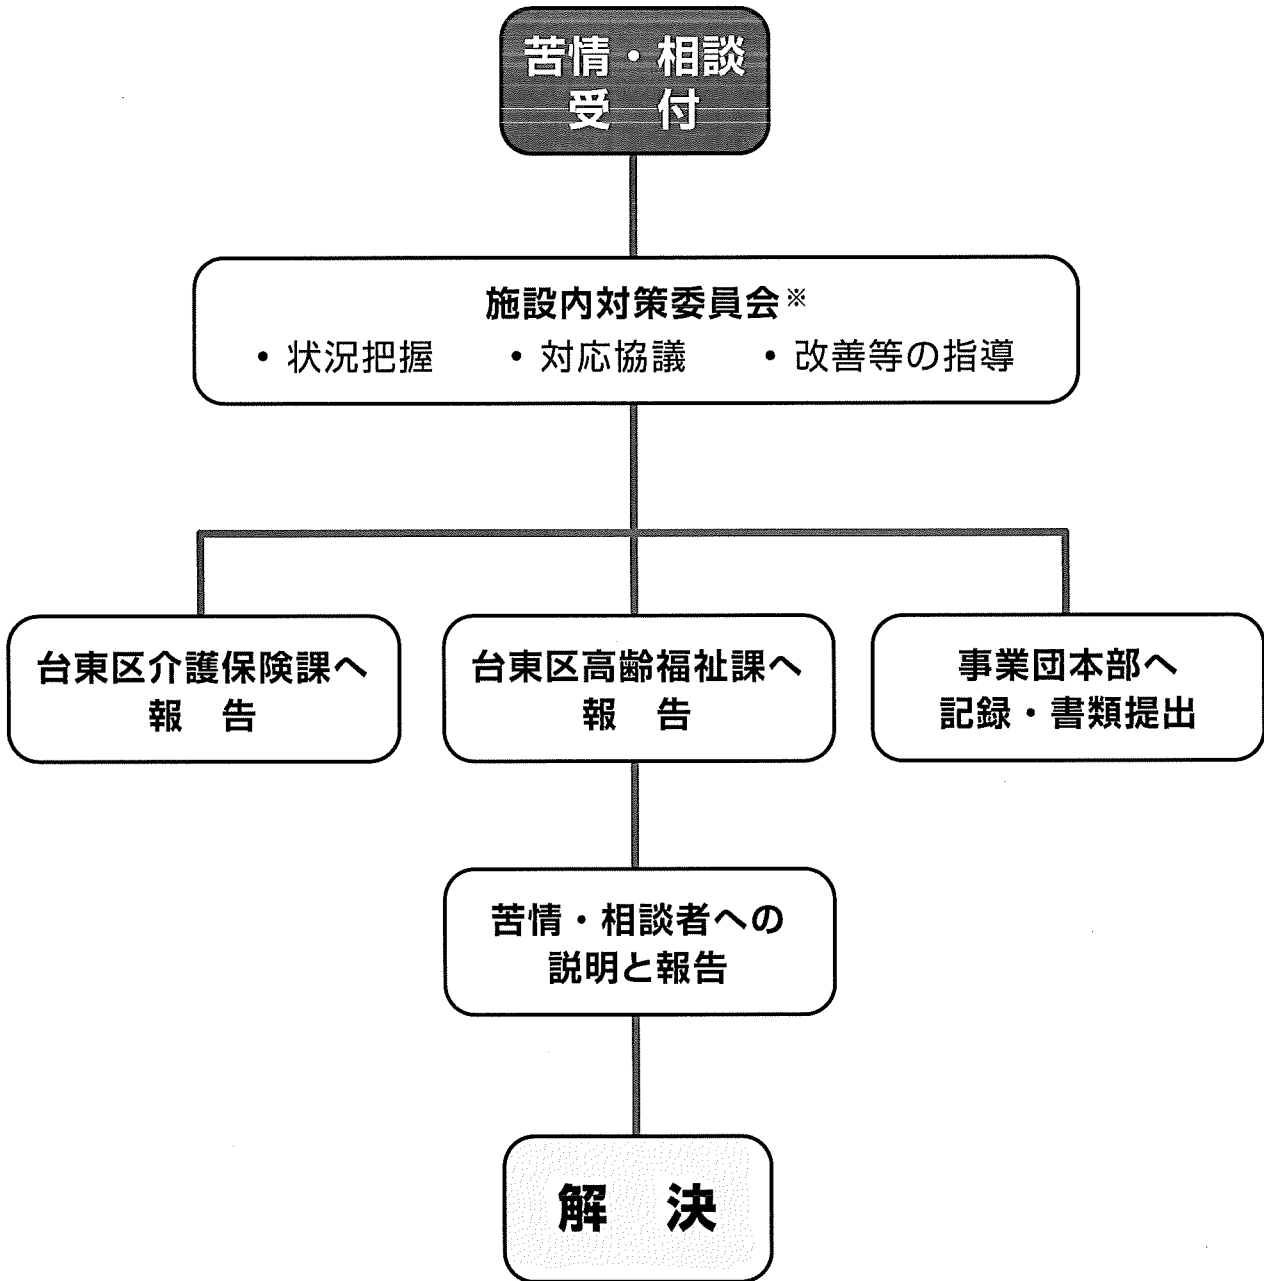 苦情・相談
受　付
施設内対策委員会※
・状況把握　・対応協議　・改善等の指導
台東区介護保険課へ
報　告
台東区高齢福祉課へ
報　告
事業団本部へ
記録・書類提出
苦情・相談者への
説明と報告
解　決